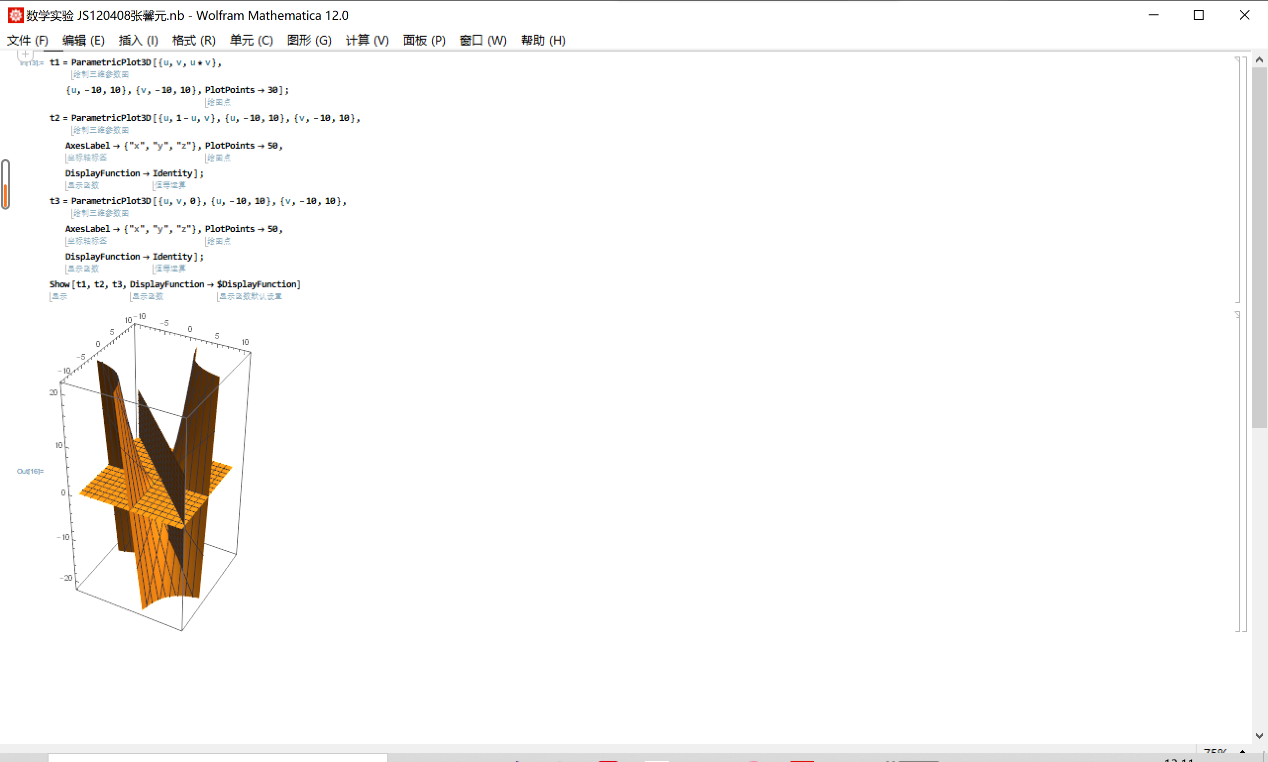 数学实验 JS120408张馨元.nb - Wolfram Mathematica 12.0
文件 (F) 编辑 (E) 插入 (I) 格式 (R) 单元 (C) 图形 (G) 计算 (V) 面板 (P) 窗口 (W) 帮助 (H)
In[13]:= t1 = ParametricPlot3D[{u, v, u * v},
绘制三维参数图
{u, -10, 10}, {v, -10, 10}, PlotPoints → 30];
绘图点
t2 = ParametricPlot3D[{u, 1 - u, v}, {u, -10, 10}, {v, -10, 10},
绘制三维参数图
AxesLabel → {"x", "y", "z"}, PlotPoints → 50,
坐标轴标签 绘图点
DisplayFunction → Identity];
显示函数 恒等运算
t3 = ParametricPlot3D[{u, v, 0}, {u, -10, 10}, {v, -10, 10},
绘制三维参数图
AxesLabel → {"x", "y", "z"}, PlotPoints → 50,
坐标轴标签 绘图点
DisplayFunction → Identity];
显示函数 恒等运算
Show[t1, t2, t3, DisplayFunction → $DisplayFunction]
显示 显示函数 显示函数默认设置
10 -10 -5 0 5 10
5
0
-5
-10
20
10
Out[16]=
0
-10
-20
75%